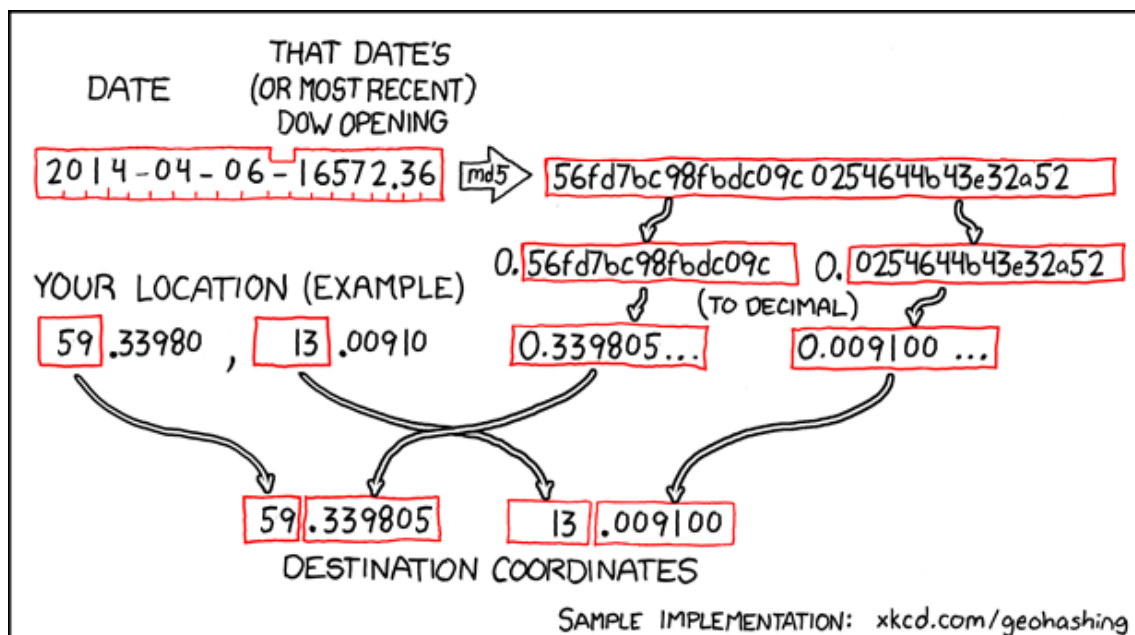 DATE
THAT DATE'S
(OR MOST RECENT)
DOW OPENING
2014-04-06-16572.36
md5
56fd7bc98fbdc09c0254644b43e32a52
0.56fd7bc98fbdc09c
0.0254644b43e32a52
YOUR LOCATION (EXAMPLE)
(TO DECIMAL)
59.33980, 13.00910
0.339805...
0.009100 ...
59.339805
13.009100
DESTINATION COORDINATES
SAMPLE IMPLEMENTATION: xkcd.com/geohashing